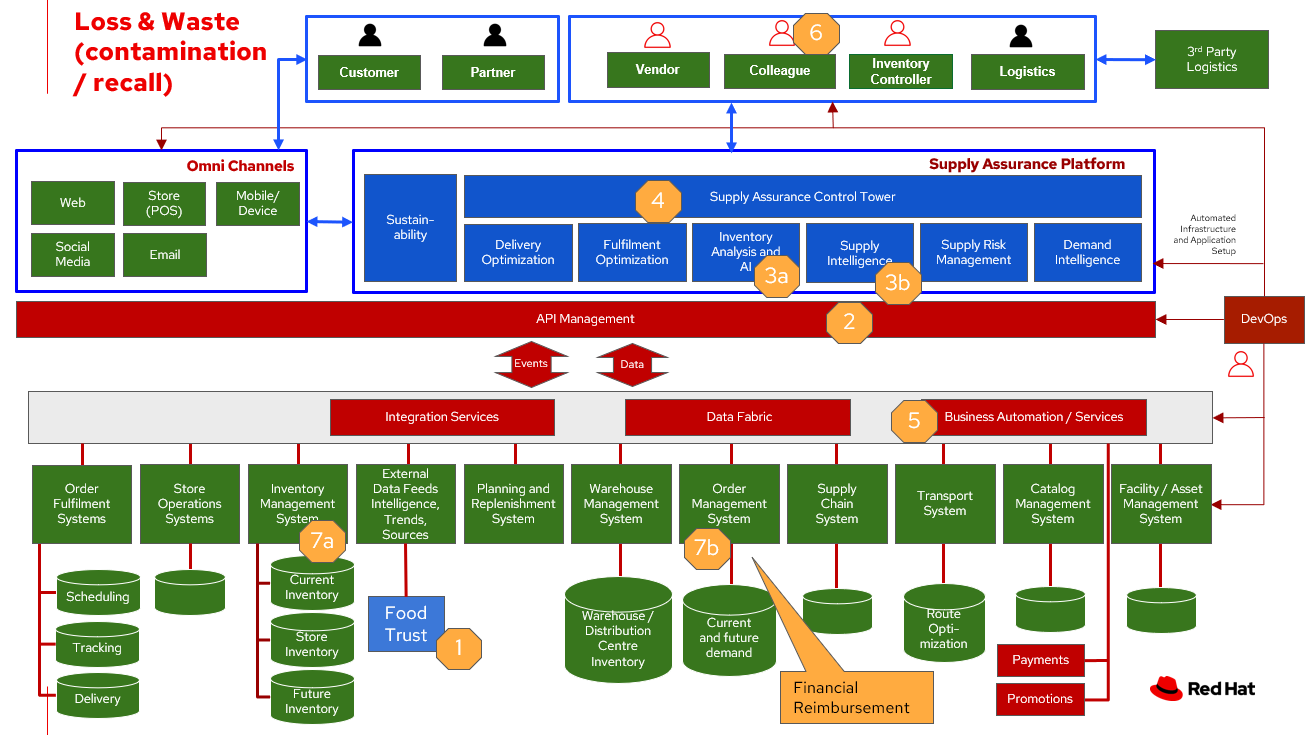 Loss & Waste
(contamination
/ recall)
Customer
Partner
Vendor
Colleague
6
Inventory
Controller
Logistics
3rd Party
Logistics
Omni Channels
Web
Store
(POS)
Mobile/
Device
Social
Media
Email
Supply Assurance Platform
Sustain-
ability
4
Supply Assurance Control Tower
Delivery
Optimization
Fulfilment
Optimization
Inventory
Analysis and
AI
3a
Supply
Intelligence
3b
Supply Risk
Management
Demand
Intelligence
Automated
Infrastructure
and Application
Setup
API Management
2
DevOps
Events
Data
Integration Services
Data Fabric
5
Business Automation / Services
Order
Fulfilment
Systems
Store
Operations
Systems
Inventory
Management
System
7a
External
Data Feeds
Intelligence,
Trends,
Sources
Planning and
Replenishment
System
Warehouse
Management
System
Order
Management
System
7b
Supply
Chain
System
Transport
System
Catalog
Management
System
Facility / Asset
Management
System
Scheduling
Tracking
Delivery
Current
Inventory
Store
Inventory
Future
Inventory
Food
Trust
1
Warehouse /
Distribution
Centre
Inventory
Current
and future
demand
Route
Opti-
mization
Payments
Promotions
Financial
Reimbursement
Red Hat